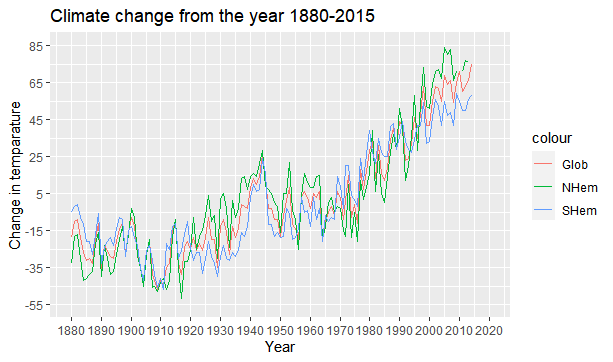 Climate change from the year 1880-2015
85
65
45
25
5
-15
-35
-55
Change in temparature
1880 1890 1900 1910 1920 1930 1940 1950 1960 1970 1980 1990 2000 2010 2020
Year
colour
Glob
NHem
SHem